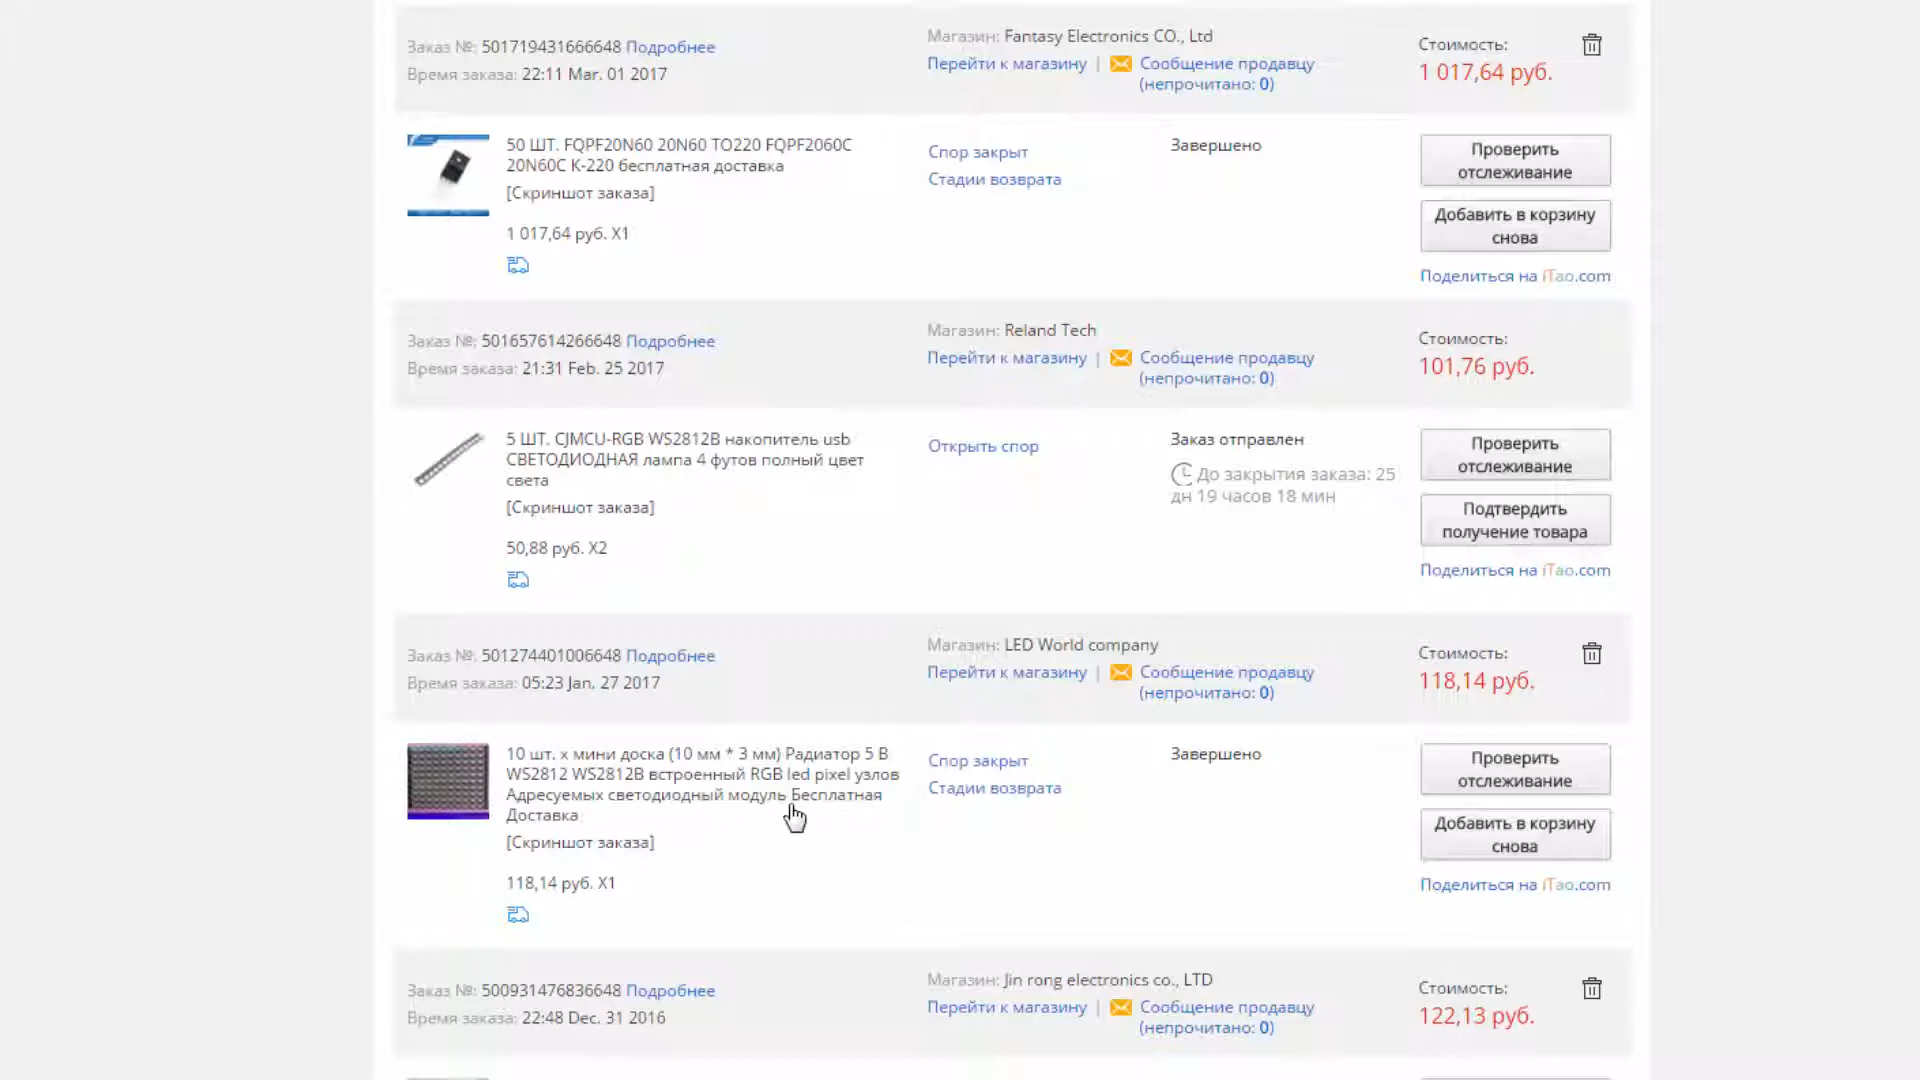 Заказ №: 501719431666648 Подробнее
Время заказа: 22:11 Mar. 01 2017
Магазин: Fantasy Electronics CO., Ltd
Перейти к магазину | Сообщение продавцу
(непрочитано: 0)
Стоимость:
1 017,64 руб.
50 ШТ. FQPF20N60 20N60 TO220 FQPF2060C
20N60C К-220 бесплатная доставка
[Скриншот заказа]
1 017,64 руб. X1
Спор закрыт
Стадии возврата
Завершено
Проверить
отслеживание
Добавить в корзину
снова
Поделиться на iTao.com
Заказ №: 501657614266648 Подробнее
Время заказа: 21:31 Feb. 25 2017
Магазин: Reland Tech
Перейти к магазину | Сообщение продавцу
(непрочитано: 0)
Стоимость:
101,76 руб.
5 ШТ. CJMCU-RGB WS2812B накопитель usb
СВЕТОДИОДНАЯ лампа 4 футов полный цвет
света
[Скриншот заказа]
50,88 руб. X2
Открыть спор
Заказ отправлен
До закрытия заказа: 25
дн 19 часов 18 мин
Проверить
отслеживание
Подтвердить
получение товара
Поделиться на iTao.com
Заказ №: 501274401006648 Подробнее
Время заказа: 05:23 Jan. 27 2017
Магазин: LED World company
Перейти к магазину | Сообщение продавцу
(непрочитано: 0)
Стоимость:
118,14 руб.
10 шт. x мини доска (10 мм * 3 мм) Радиатор 5 В
WS2812 WS2812B встроенный RGB led pixel узлов
Адресуемых светодиодный модуль Бесплатная
Доставка
[Скриншот заказа]
118,14 руб. X1
Спор закрыт
Стадии возврата
Завершено
Проверить
отслеживание
Добавить в корзину
снова
Поделиться на iTao.com
Заказ №: 500931476836648 Подробнее
Время заказа: 22:48 Dec. 31 2016
Магазин: Jin rong electronics co., LTD
Перейти к магазину | Сообщение продавцу
(непрочитано: 0)
Стоимость:
122,13 руб.